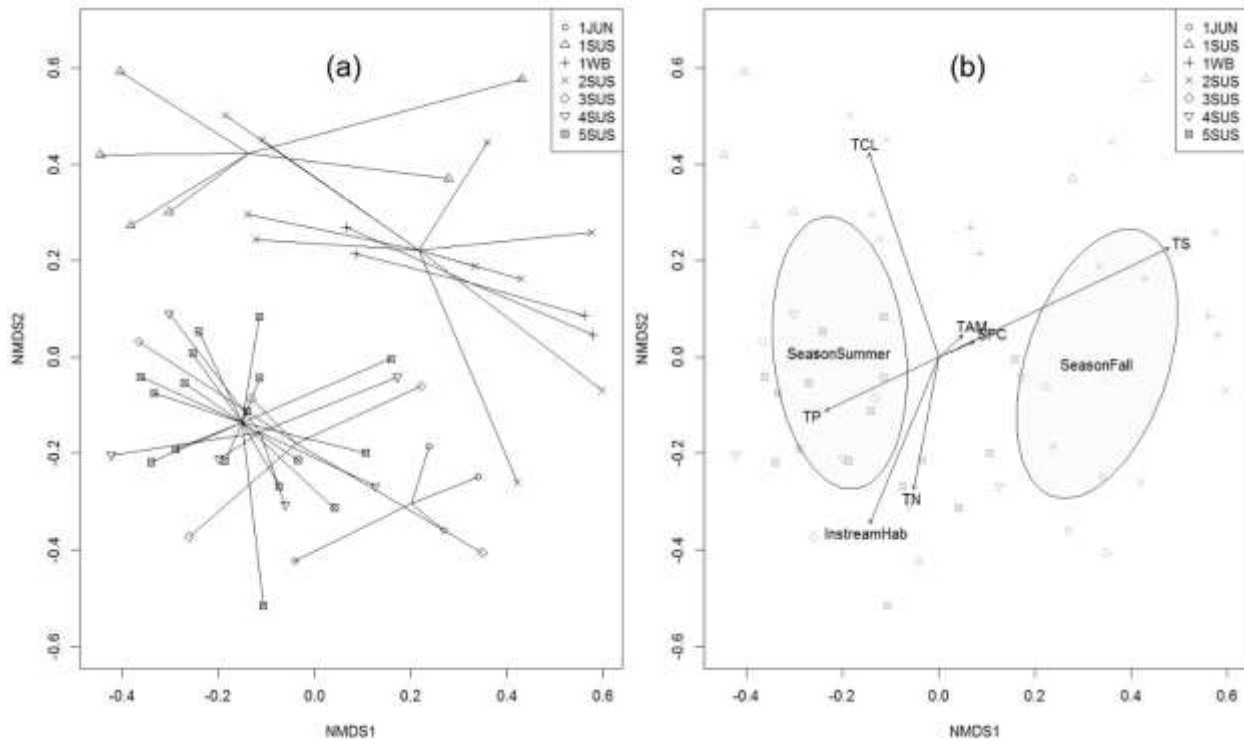 (a)
1JUN
1SUS
1WB
2SUS
3SUS
4SUS
5SUS
NMDS2
0.6
0.4
0.2
0.0
-0.2
-0.4
-0.6
-0.4
-0.2
0.0
0.2
0.4
0.6
NMDS1
(b)
1JUN
1SUS
1WB
2SUS
3SUS
4SUS
5SUS
TCL
TS
TAM
SPC
SeasonSummer
SeasonFall
TP
TN
InstreamHab
NMDS2
0.6
0.4
0.2
0.0
-0.2
-0.4
-0.6
-0.4
-0.2
0.0
0.2
0.4
0.6
NMDS1